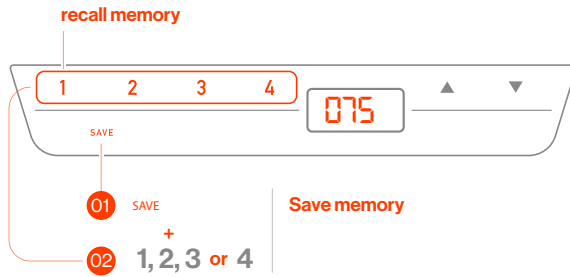 recall memory
1 2 3 4
075
▲ ▼
SAVE
01 SAVE
Save memory
+
02 1, 2, 3 or 4